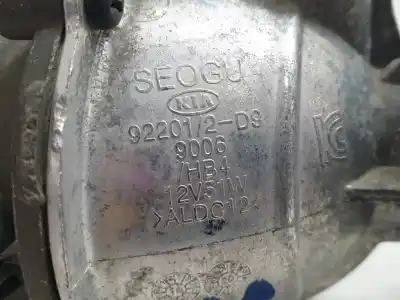 SEOGU
KIA
92201/2-D9
9006
/HB4
12V51W
>ALDC12<